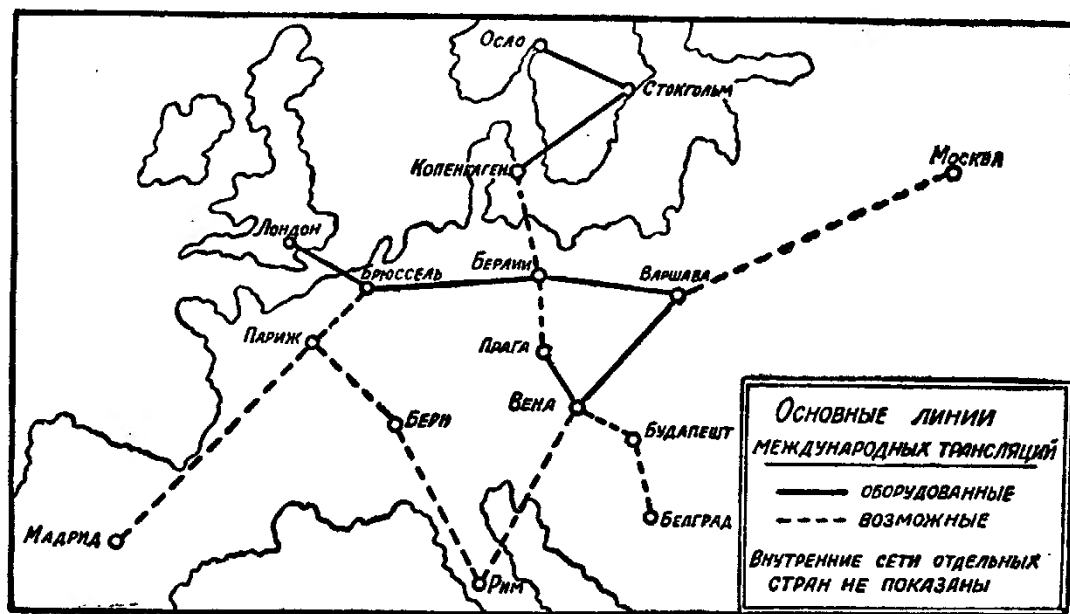 Осло
Стокгольм
Копенгаген
Москва
Лондон
Брюссель
Берлин
Варшава
Париж
Прага
Вена
Берн
Будапешт
Мадрид
Белград
Рим
Основные линии
международных трансляций
оборудованные
возможные
Внутренние сети отдельных
стран не показаны